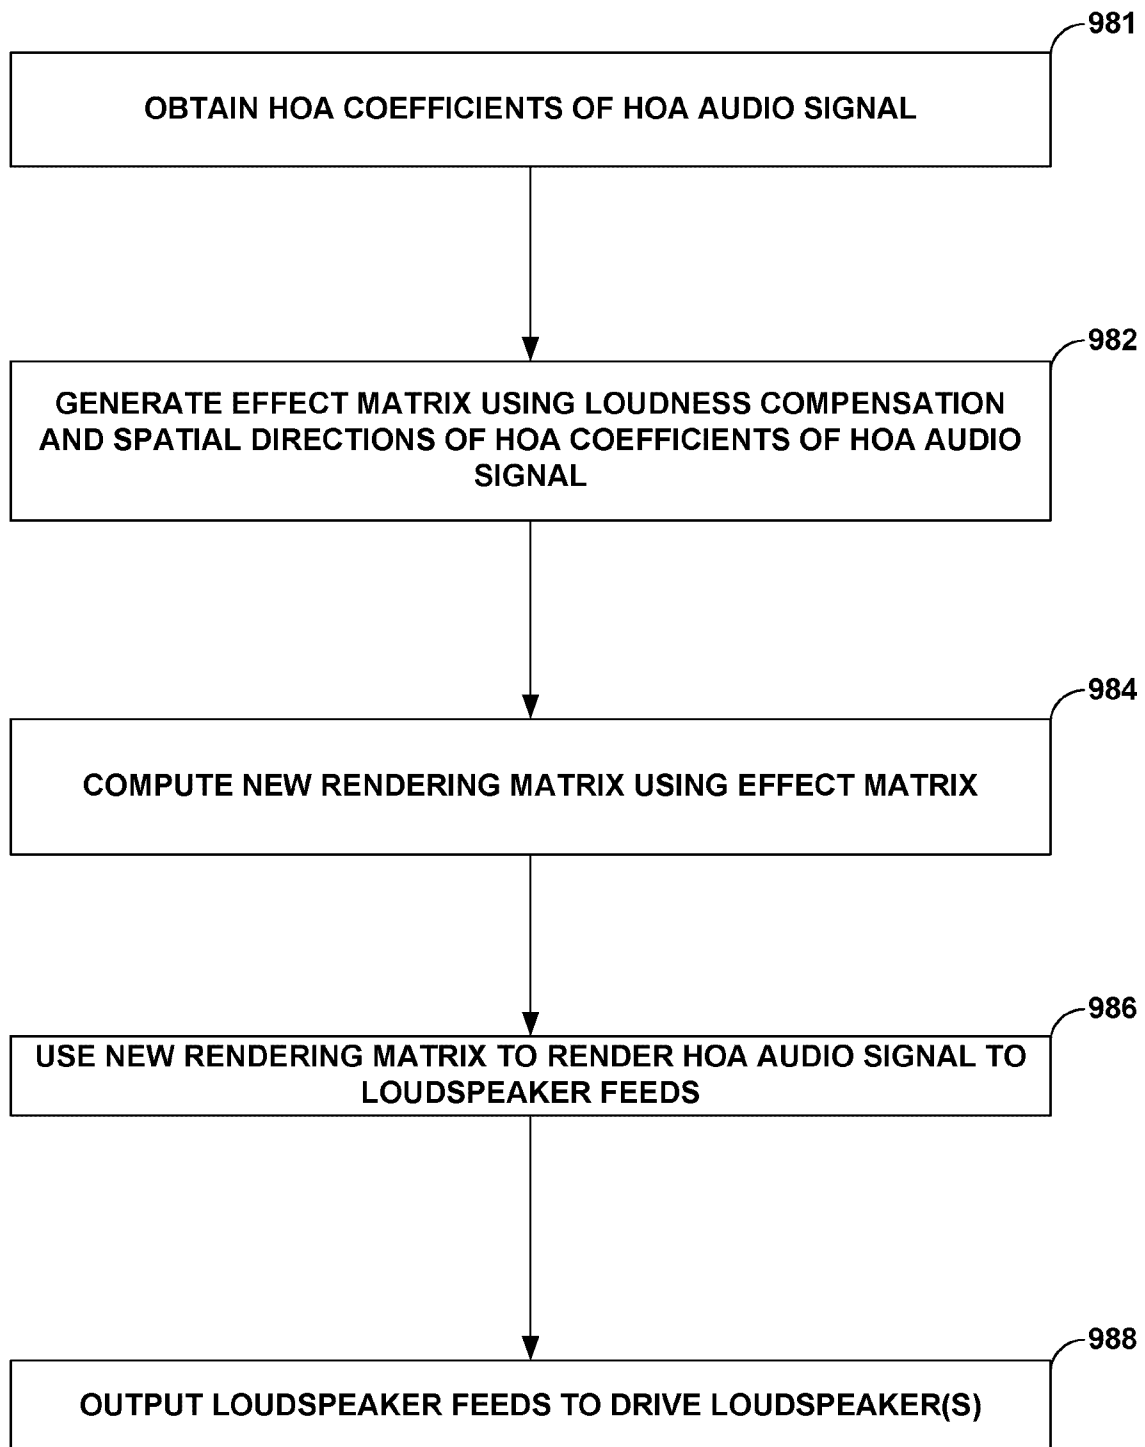 981
OBTAIN HOA COEFFICIENTS OF HOA AUDIO SIGNAL
982
GENERATE EFFECT MATRIX USING LOUDNESS COMPENSATION
AND SPATIAL DIRECTIONS OF HOA COEFFICIENTS OF HOA AUDIO
SIGNAL
984
COMPUTE NEW RENDERING MATRIX USING EFFECT MATRIX
986
USE NEW RENDERING MATRIX TO RENDER HOA AUDIO SIGNAL TO
LOUDSPEAKER FEEDS
988
OUTPUT LOUDSPEAKER FEEDS TO DRIVE LOUDSPEAKER(S)